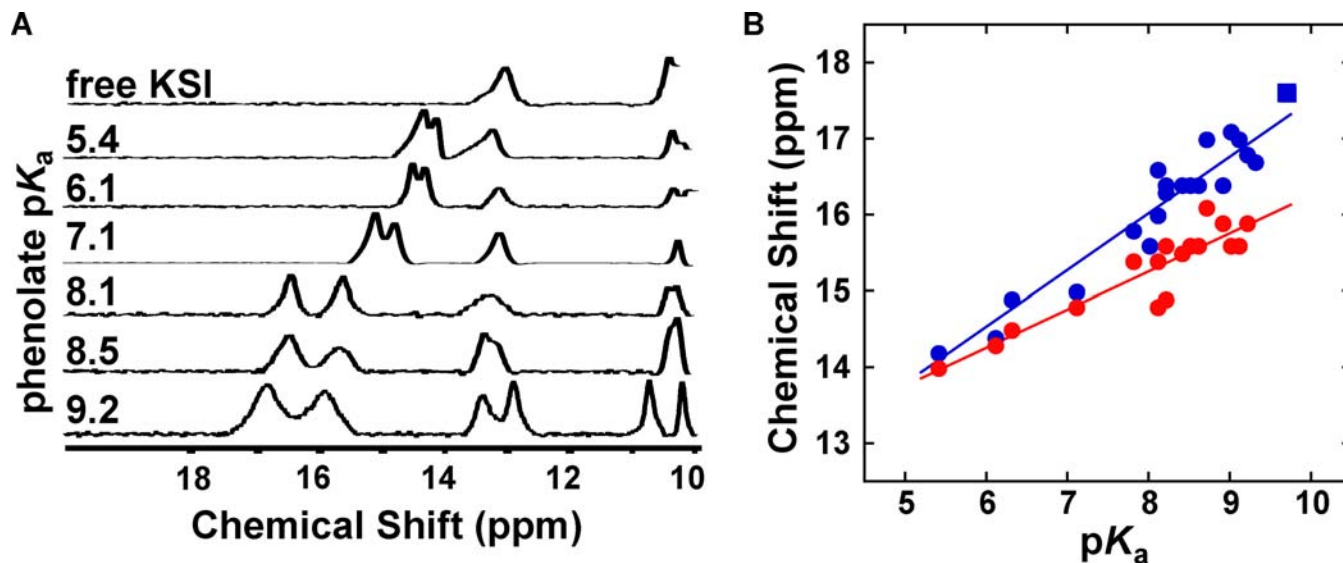 A
free KSI
5.4
6.1
7.1
8.1
8.5
9.2
phenolate pKa
18 16 14 12 10
Chemical Shift (ppm)
B
18
17
16
15
14
13
Chemical Shift (ppm)
5 6 7 8 9 10
pKa